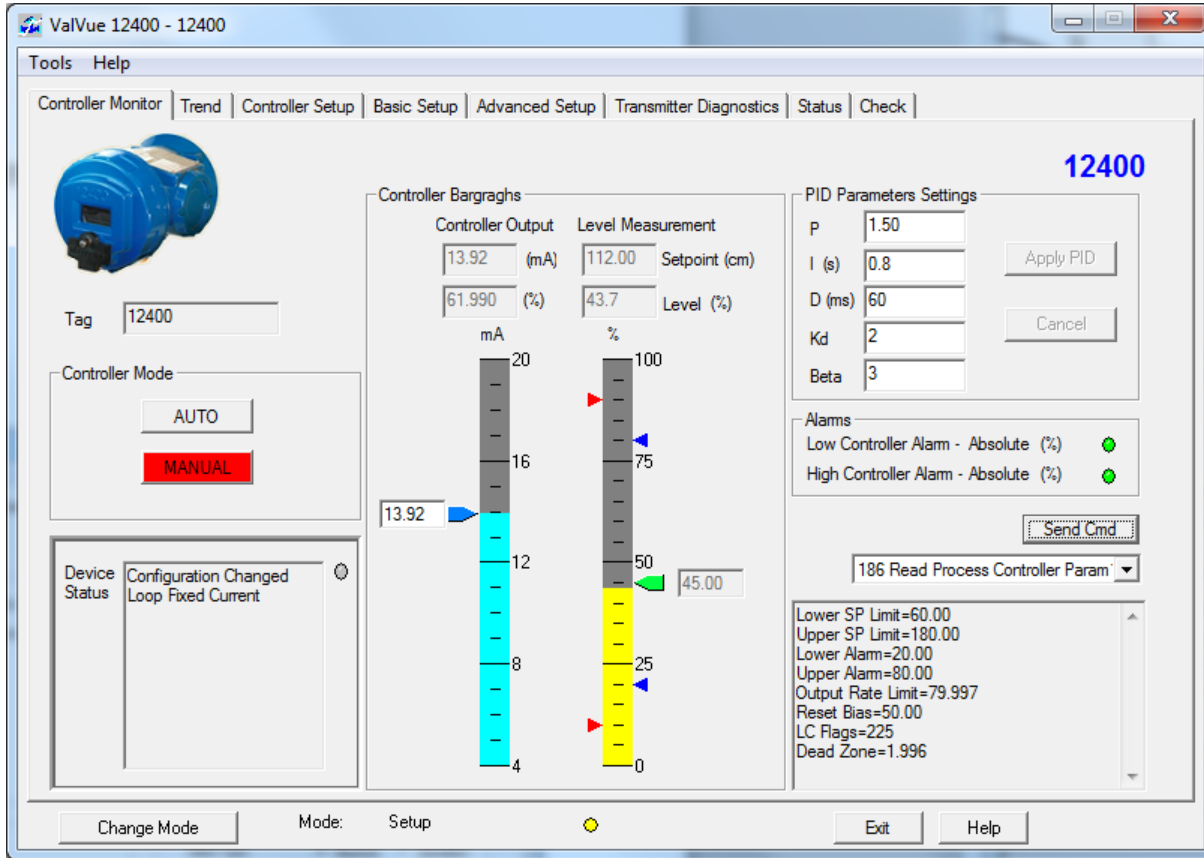 ValVue 12400 - 12400
Tools Help
Controller Monitor Trend Controller Setup Basic Setup Advanced Setup Transmitter Diagnostics Status Check
12400
Tag 12400
Controller Mode
AUTO
MANUAL
Device Status
Configuration Changed
Loop Fixed Current
Controller Bargraghs
Controller Output Level Measurement
13.92 (mA) 112.00 Setpoint (cm)
61.990 (%) 43.7 Level (%)
mA %
20 100
16 75
13.92
12 50
45.00
8 25
4 0
PID Parameters Settings
P 1.50
I (s) 0.8
D (ms) 60
Kd 2
Beta 3
Apply PID
Cancel
Alarms
Low Controller Alarm - Absolute (%)
High Controller Alarm - Absolute (%)
Send Cmd
186 Read Process Controller Param
Lower SP Limit=60.00
Upper SP Limit=180.00
Lower Alarm=20.00
Upper Alarm=80.00
Output Rate Limit=79.997
Reset Bias=50.00
LC Flags=225
Dead Zone=1.996
Change Mode Mode: Setup Exit Help